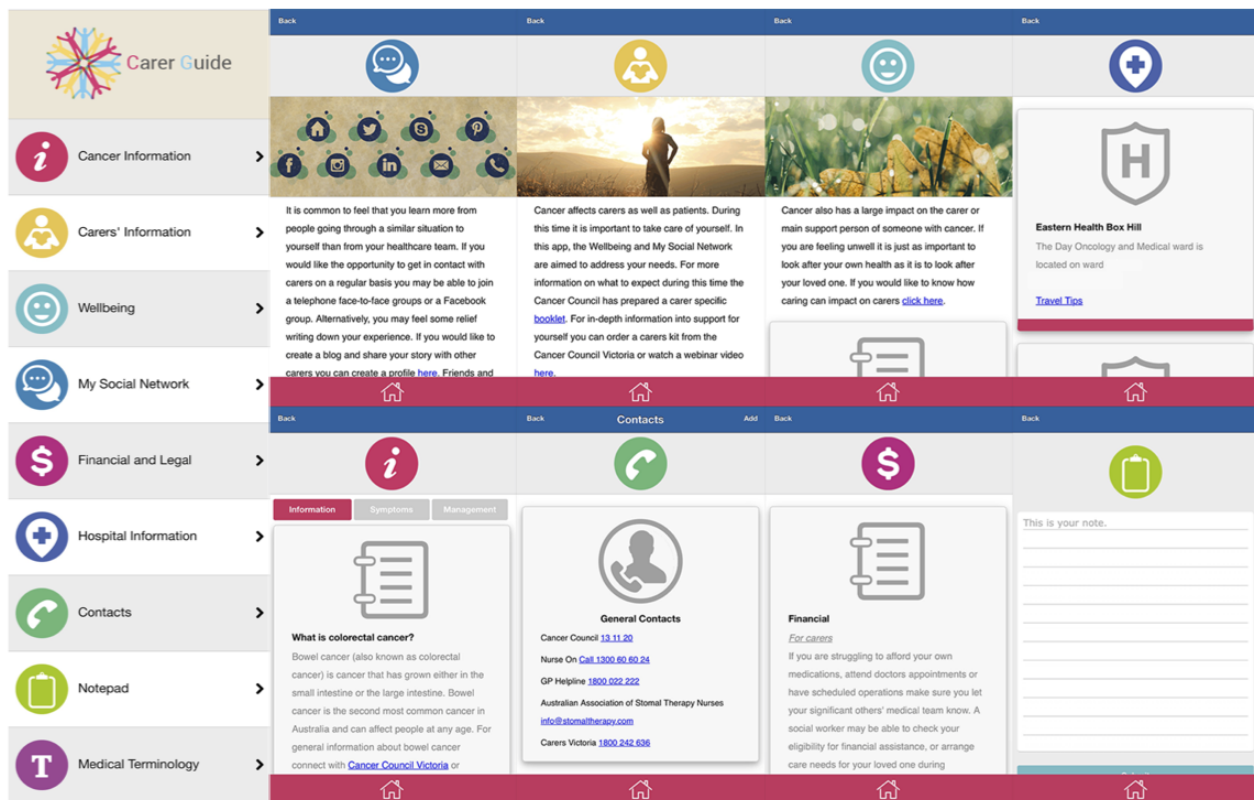 Carer Guide
Cancer Information
Carers' Information
Wellbeing
My Social Network
Financial and Legal
Hospital Information
Contacts
Notepad
Medical Terminology
Back
It is common to feel that you learn more from
people going through a similar situation to
yourself than from your healthcare team. If you
would like the opportunity to get in contact with
carers on a regular basis you may be able to join
a telephone face-to-face groups or a Facebook
group. Alternatively, you may feel some relief
writing down your experience. If you would like to
create a blog and share your story with other
carers you can create a profile here. Friends and
Back
Cancer affects carers as well as patients. During
this time it is important to take care of yourself. In
this app, the Wellbeing and My Social Network
are aimed to address your needs. For more
information on what to expect during this time the
Cancer Council has prepared a carer specific
booklet. For in-depth information into support for
yourself you can order a carers kit from the
Cancer Council Victoria or watch a webinar video
here.
Back
Cancer also has a large impact on the carer or
main support person of someone with cancer. If
you are feeling unwell it is just as important to
look after your own health as it is to look after
your loved one. If you would like to know how
caring can impact on carers click here.
Back
H
Eastern Health Box Hill
The Day Oncology and Medical ward is
located on ward
Travel Tips
Back
Information Symptoms Management
What is colorectal cancer?
Bowel cancer (also known as colorectal
cancer) is cancer that has grown either in the
small intestine or the large intestine. Bowel
cancer is the second most common cancer in
Australia and can affect people at any age. For
general information about bowel cancer
connect with Cancer Council Victoria or
Back Contacts Add
General Contacts
Cancer Council 13 11 20
Nurse On Call 1300 60 60 24
GP Helpline 1800 022 222
Australian Association of Stomal Therapy Nurses
info@stomaltherapy.com
Carers Victoria 1800 242 636
Back
Financial
For carers
If you are struggling to afford your own
medications, attend doctors appointments or
have scheduled operations make sure you let
your significant others' medical team know. A
social worker may be able to check your
eligibility for financial assistance, or arrange
care needs for your loved one during
Back
This is your note.